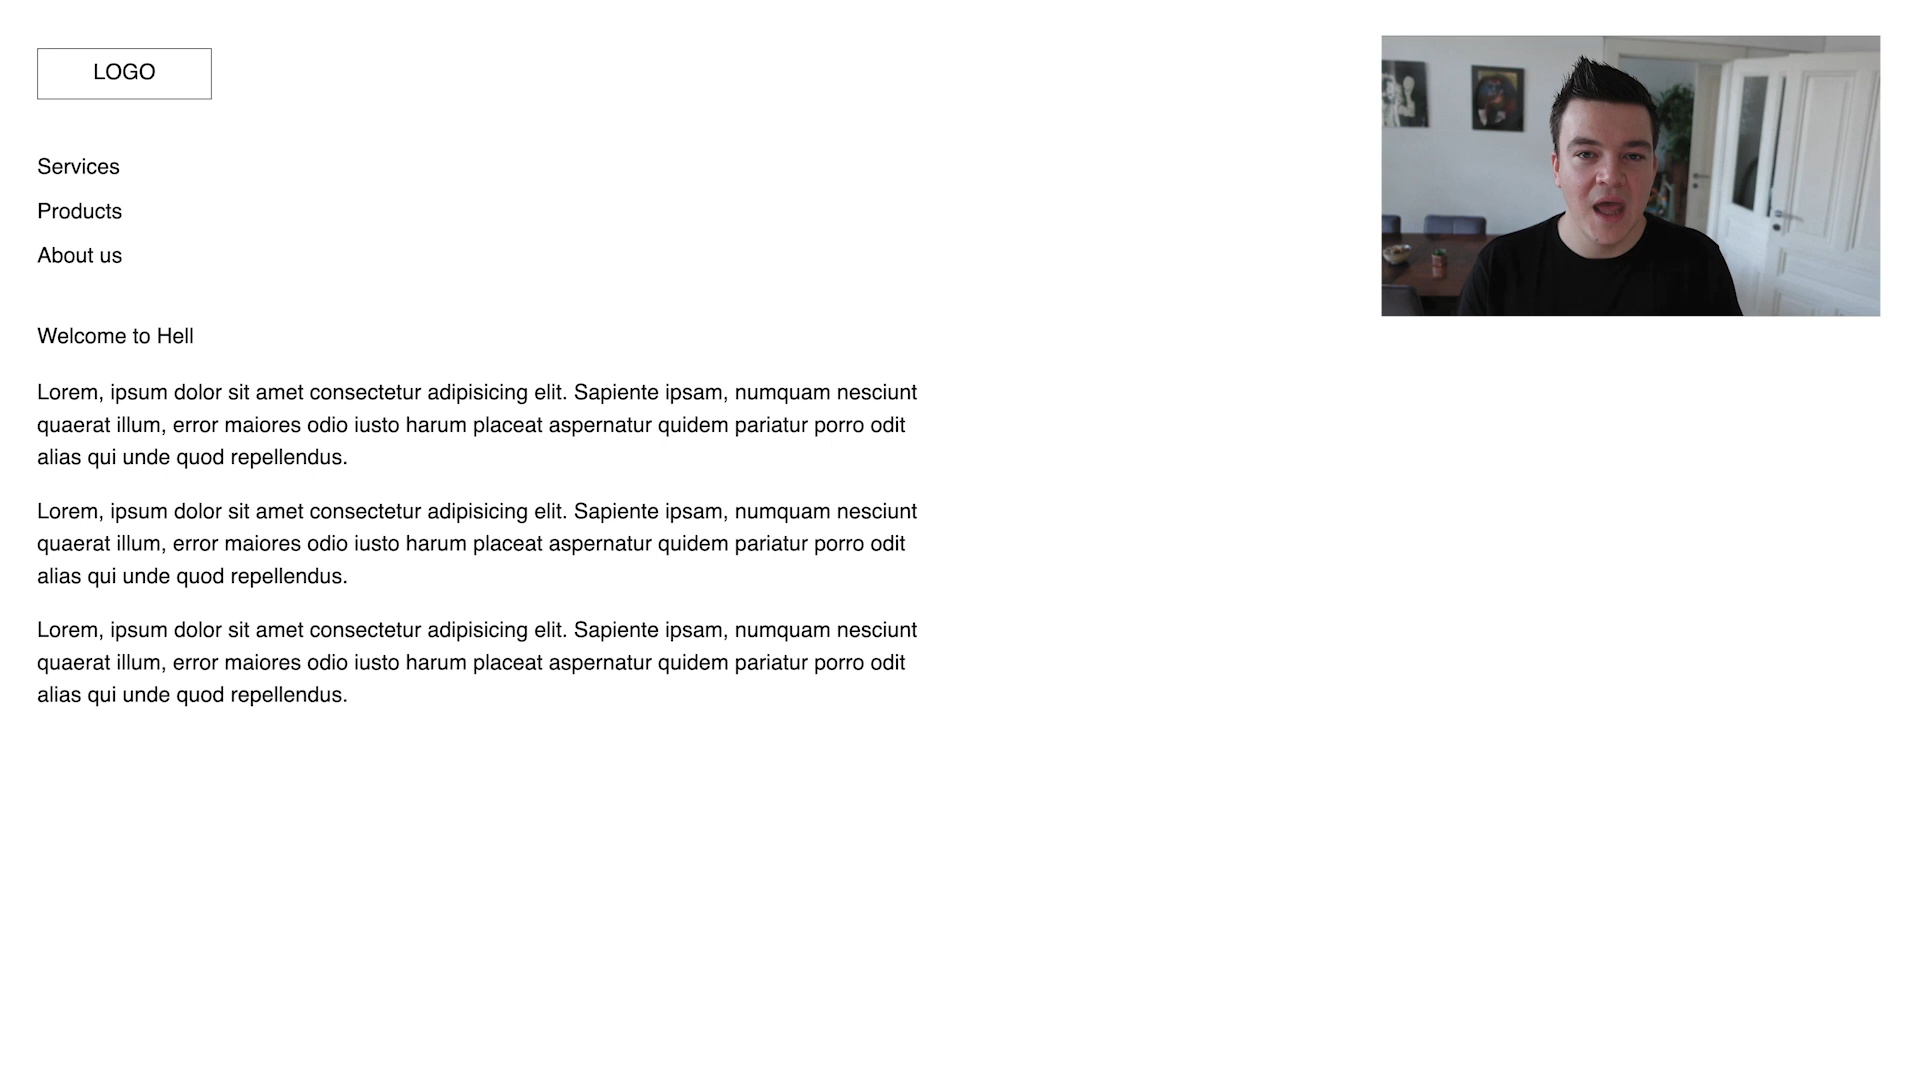 LOGO
Services
Products
About us
Welcome to Hell
Lorem, ipsum dolor sit amet consectetur adipisicing elit. Sapiente ipsam, numquam nesciunt
quaerat illum, error maiores odio iusto harum placeat aspernatur quidem pariatur porro odit
alias qui unde quod repellendus.
Lorem, ipsum dolor sit amet consectetur adipisicing elit. Sapiente ipsam, numquam nesciunt
quaerat illum, error maiores odio iusto harum placeat aspernatur quidem pariatur porro odit
alias qui unde quod repellendus.
Lorem, ipsum dolor sit amet consectetur adipisicing elit. Sapiente ipsam, numquam nesciunt
quaerat illum, error maiores odio iusto harum placeat aspernatur quidem pariatur porro odit
alias qui unde quod repellendus.